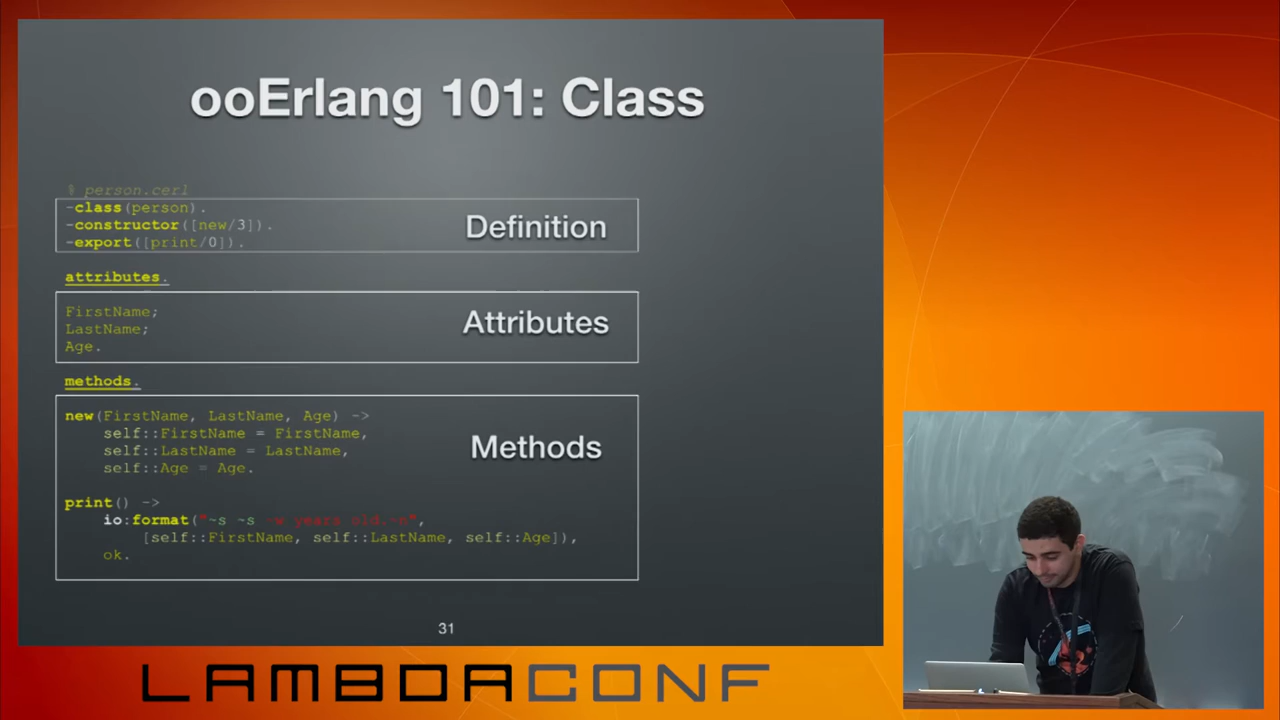 ooErlang 101: Class
% person.cerl
-class(person).
-constructor([new/3]).
-export([print/0]).
Definition
attributes.
FirstName;
LastName;
Age.
Attributes
methods.
new(FirstName, LastName, Age) ->
self::FirstName = FirstName,
self::LastName = LastName,
self::Age = Age.
Methods
print() ->
io:format("~s ~s ~w years old.~n",
[self::FirstName, self::LastName, self::Age]),
ok.
31
LAMBDACONF